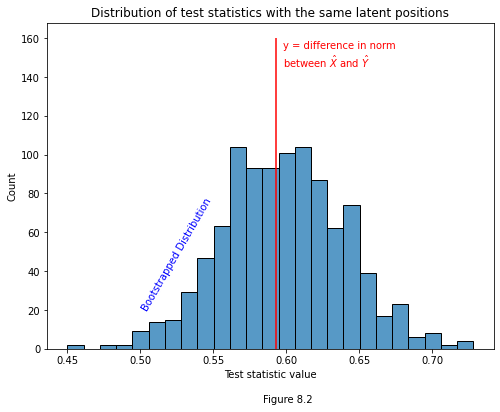 Distribution of test statistics with the same latent positions
160
140
120
100
80
60
40
20
0
Count
y = difference in norm
between X̂ and Ŷ
Bootstrapped Distribution
0.45 0.50 0.55 0.60 0.65 0.70
Test statistic value
Figure 8.2